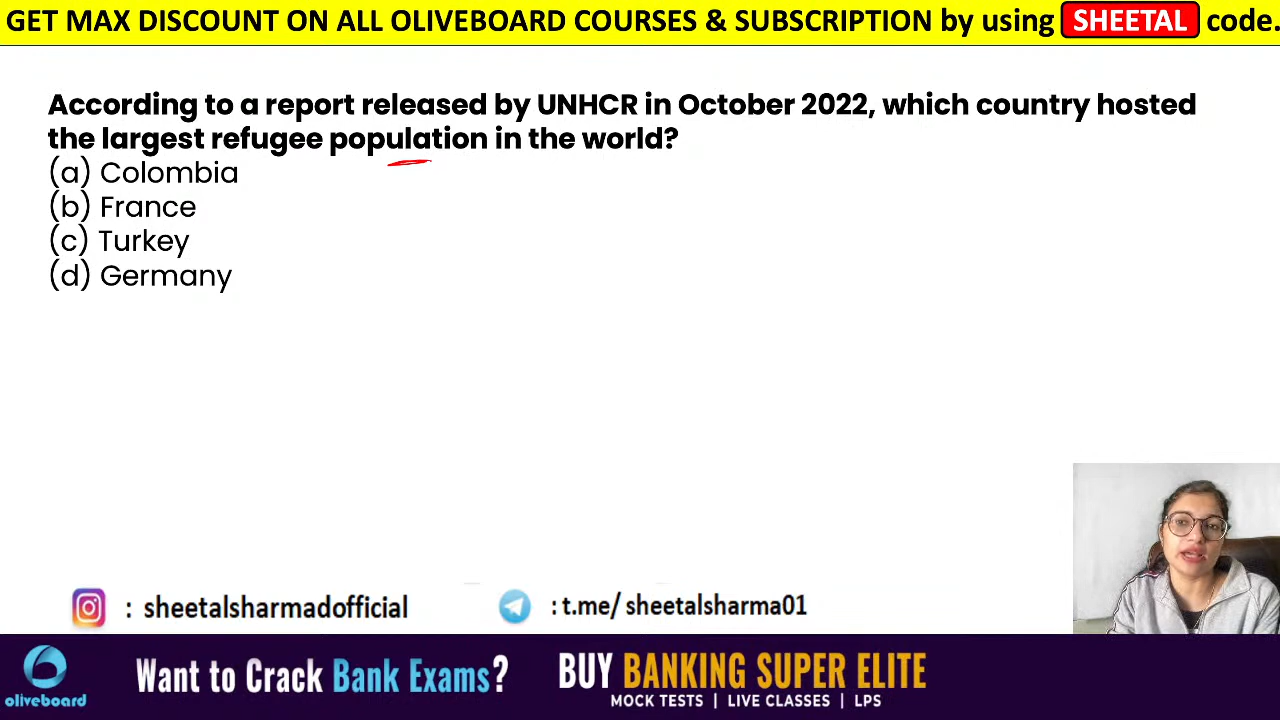 GET MAX DISCOUNT ON ALL OLIVEBOARD COURSES & SUBSCRIPTION by using SHEETAL code.
According to a report released by UNHCR in October 2022, which country hosted
the largest refugee population in the world?
(a) Colombia
(b) France
(c) Turkey
(d) Germany
: sheetalsharmadofficial
: t.me/ sheetalsharma01
oliveboard
Want to Crack Bank Exams?
BUY BANKING SUPER ELITE
MOCK TESTS | LIVE CLASSES | LPS